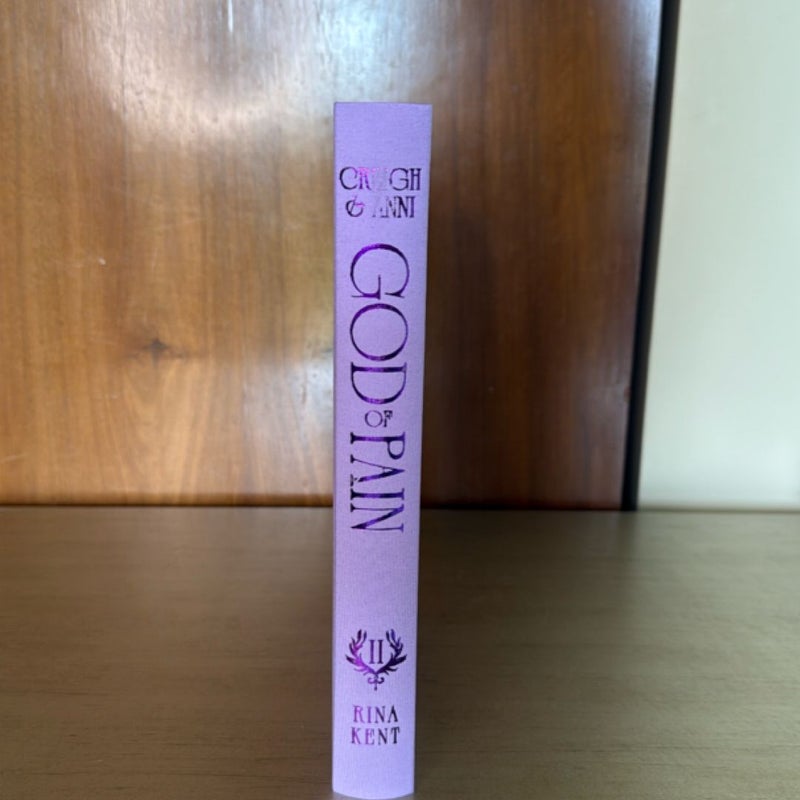 CREIGH
& ANNI
GOD OF PAIN
II
RINA
KENT